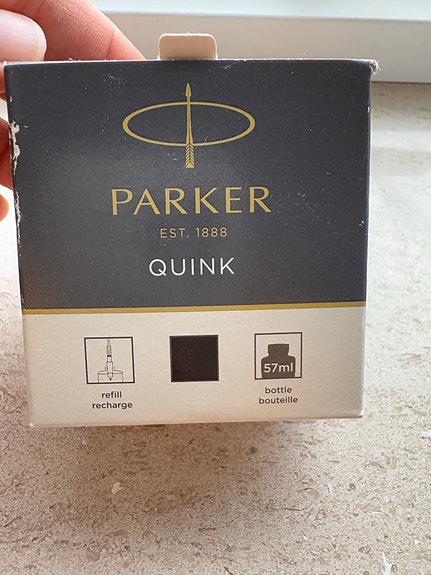 PARKER
EST. 1888
QUINK
refill
recharge
57ml
bottle
bouteille